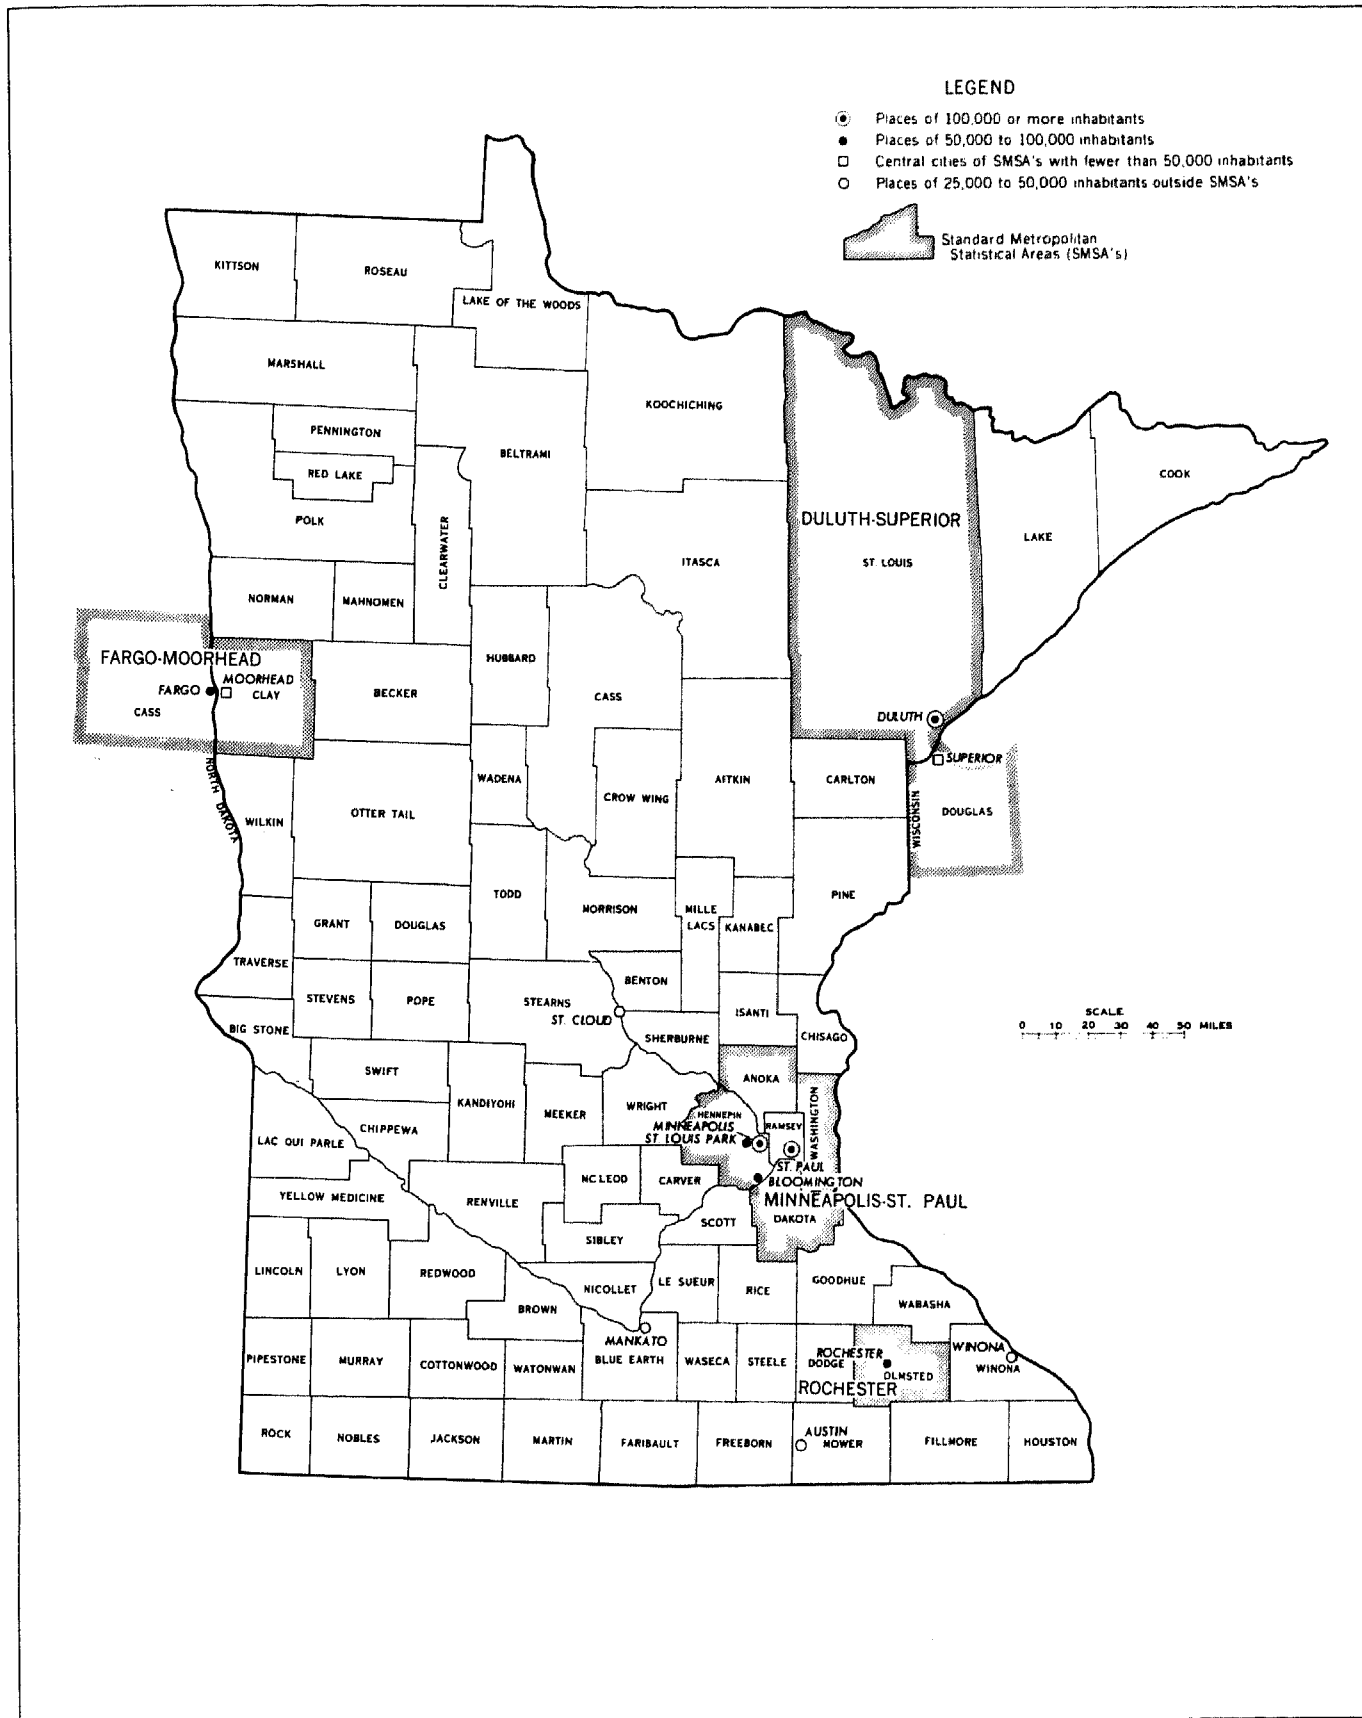 LEGEND
Places of 100,000 or more inhabitants
Places of 50,000 to 100,000 inhabitants
Central cities of SMSA's with fewer than 50,000 inhabitants
Places of 25,000 to 50,000 inhabitants outside SMSA's
Standard Metropolitan
Statistical Areas (SMSA's)
KITTSON
ROSEAU
LAKE OF THE WOODS
MARSHALL
KOOCHICHING
PENNINGTON
BELTRAMI
RED LAKE
COOK
POLK
CLEARWATER
DULUTH-SUPERIOR
LAKE
ITASCA
ST. LOUIS
NORMAN
MAHNOMEN
HUBBARD
FARGO-MOORHEAD
MOORHEAD
FARGO
CLAY
BECKER
CASS
CASS
DULUTH
NORTH DAKOTA
SUPERIOR
WADENA
AITKIN
CARLTON
CROW WING
OTTER TAIL
WILKIN
WISCONSIN
DOUGLAS
TODD
PINE
MORRISON
MILLE
LACS
KANABEC
GRANT
DOUGLAS
TRAVERSE
BENTON
STEVENS
POPE
STEARNS
ST. CLOUD
ISANTI
SCALE
0 10 20 30 40 50 MILES
BIG STONE
SHERBURNE
CHISAGO
SWIFT
ANOKA
KANDIYOHI
MEEKER
WRIGHT
HENNEPIN
RAMSEY
WASHINGTON
CHIPPEWA
MINNEAPOLIS
ST. LOUIS PARK
LAC QUI PARLE
ST. PAUL
MC LEOD
CARVER
BLOOMINGTON
YELLOW MEDICINE
RENVILLE
MINNEAPOLIS-ST. PAUL
SCOTT
DAKOTA
SIBLEY
LINCOLN
LYON
REDWOOD
NICOLLET
LE SUEUR
RICE
GOODHUE
WABASHA
BROWN
MANKATO
PIPESTONE
MURRAY
COTTONWOOD
WATONWAN
BLUE EARTH
WASECA
STEELE
DODGE
ROCHESTER
OLMSTED
WINONA
WINONA
ROCHESTER
ROCK
NOBLES
JACKSON
MARTIN
FARIBAULT
FREEBORN
AUSTIN
MOWER
FILLMORE
HOUSTON